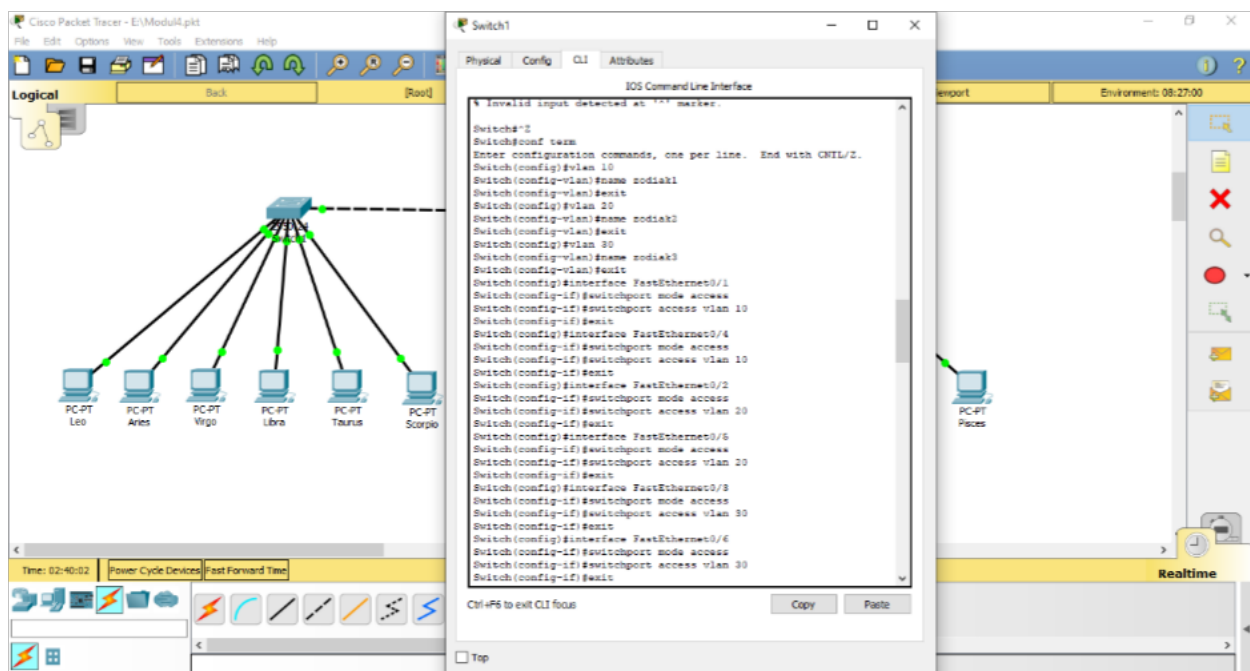 Cisco Packet Tracer - E:\Modul4.pkt
File Edit Options View Tools Extensions Help
Logical
Back
[Root]
Environment: 08:27:00
Switch1
Physical Config CLI Attributes
IOS Command Line Interface
% Invalid input detected at '^' marker.
Switch#^Z
Switch#conf term
Enter configuration commands, one per line. End with CNTL/Z.
Switch(config)#vlan 10
Switch(config-vlan)#name zodiak1
Switch(config-vlan)#exit
Switch(config)#vlan 20
Switch(config-vlan)#name zodiak2
Switch(config-vlan)#exit
Switch(config)#vlan 30
Switch(config-vlan)#name zodiak3
Switch(config-vlan)#exit
Switch(config)#interface FastEthernet0/1
Switch(config-if)#switchport mode access
Switch(config-if)#switchport access vlan 10
Switch(config-if)#exit
Switch(config)#interface FastEthernet0/4
Switch(config-if)#switchport mode access
Switch(config-if)#switchport access vlan 10
Switch(config-if)#exit
Switch(config)#interface FastEthernet0/2
Switch(config-if)#switchport mode access
Switch(config-if)#switchport access vlan 20
Switch(config-if)#exit
Switch(config)#interface FastEthernet0/5
Switch(config-if)#switchport mode access
Switch(config-if)#switchport access vlan 20
Switch(config-if)#exit
Switch(config)#interface FastEthernet0/3
Switch(config-if)#switchport mode access
Switch(config-if)#switchport access vlan 30
Switch(config-if)#exit
Switch(config)#interface FastEthernet0/6
Switch(config-if)#switchport mode access
Switch(config-if)#switchport access vlan 30
Switch(config-if)#exit
Ctrl+F6 to exit CLI focus
Copy
Paste
Top
PC-PT
Leo
PC-PT
Aries
PC-PT
Virgo
PC-PT
Libra
PC-PT
Taurus
PC-PT
Scorpio
PC-PT
Pisces
Time: 02:40:02
Power Cycle Devices Fast Forward Time
Realtime